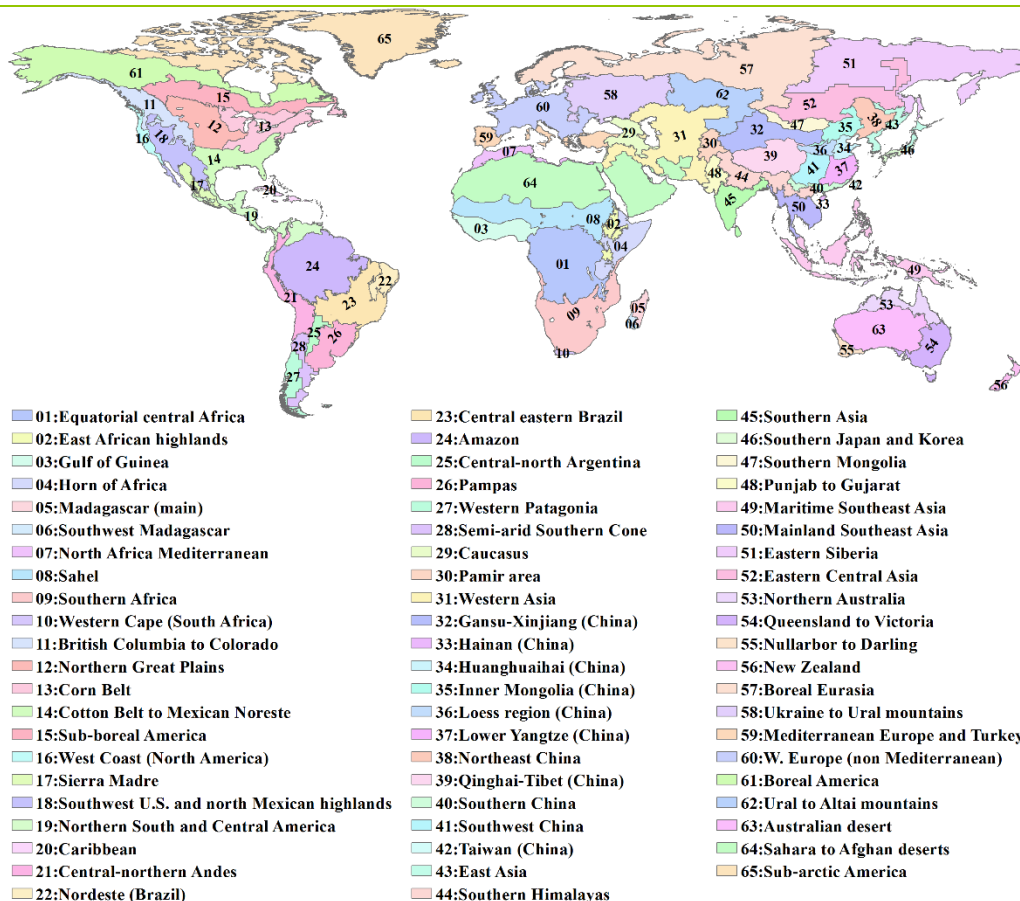 65
57
51
61
60
58
62
52
15
11
12
13
47
38
35
43
32
59
29
31
16
18
30
36
34
46
14
07
39
41
37
48
44
64
42
17
40
20
45
33
50
02
08
19
03
04
24
01
49
22
21
23
53
05
09
06
25
63
26
28
54
55
10
27
56
01:Equatorial central Africa
02:East African highlands
03:Gulf of Guinea
04:Horn of Africa
05:Madagascar (main)
06:Southwest Madagascar
07:North Africa Mediterranean
08:Sahel
09:Southern Africa
10:Western Cape (South Africa)
11:British Columbia to Colorado
12:Northern Great Plains
13:Corn Belt
14:Cotton Belt to Mexican Noreste
15:Sub-boreal America
16:West Coast (North America)
17:Sierra Madre
18:Southwest U.S. and north Mexican highlands
19:Northern South and Central America
20:Caribbean
21:Central-northern Andes
22:Nordeste (Brazil)
23:Central eastern Brazil
24:Amazon
25:Central-north Argentina
26:Pampas
27:Western Patagonia
28:Semi-arid Southern Cone
29:Caucasus
30:Pamir area
31:Western Asia
32:Gansu-Xinjiang (China)
33:Hainan (China)
34:Huanghuaihai (China)
35:Inner Mongolia (China)
36:Loess region (China)
37:Lower Yangtze (China)
38:Northeast China
39:Qinghai-Tibet (China)
40:Southern China
41:Southwest China
42:Taiwan (China)
43:East Asia
44:Southern Himalayas
45:Southern Asia
46:Southern Japan and Korea
47:Southern Mongolia
48:Punjab to Gujarat
49:Maritime Southeast Asia
50:Mainland Southeast Asia
51:Eastern Siberia
52:Eastern Central Asia
53:Northern Australia
54:Queensland to Victoria
55:Nullarbor to Darling
56:New Zealand
57:Boreal Eurasia
58:Ukraine to Ural mountains
59:Mediterranean Europe and Turkey
60:W. Europe (non Mediterranean)
61:Boreal America
62:Ural to Altai mountains
63:Australian desert
64:Sahara to Afghan deserts
65:Sub-arctic America